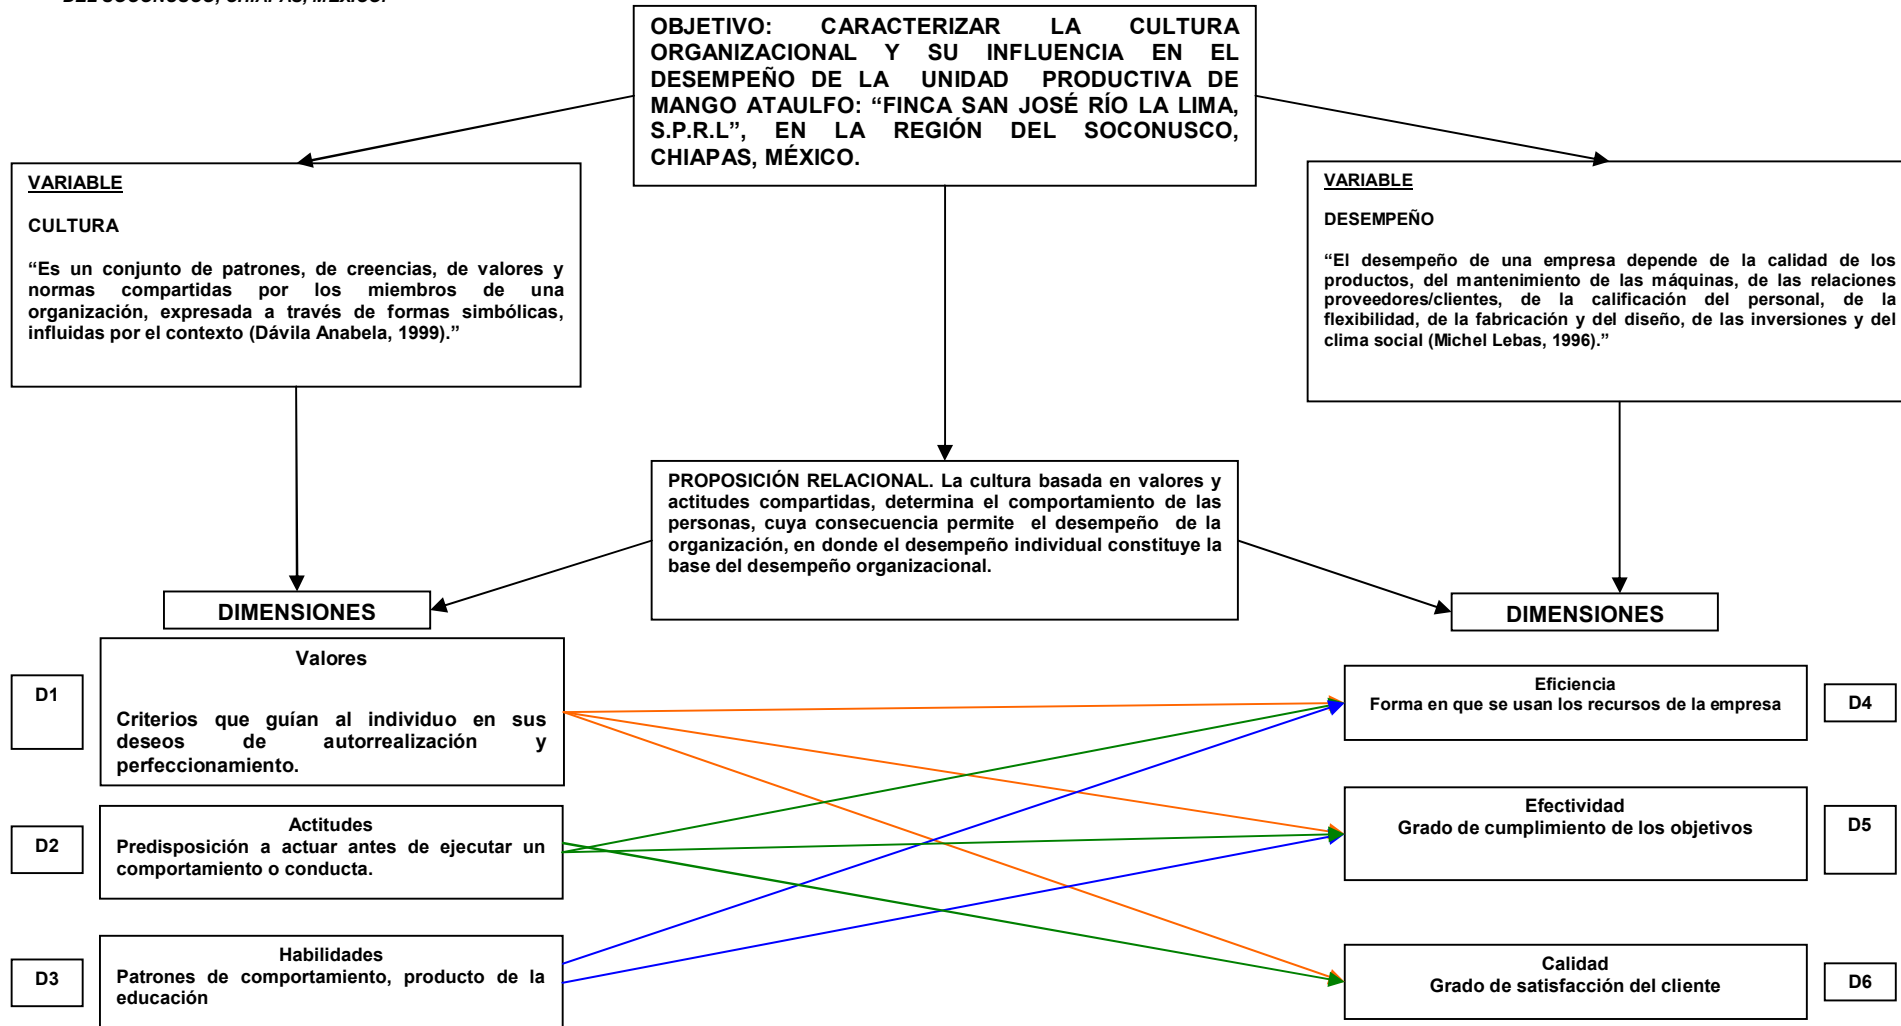 DEL SOCONUSCO, CHIAPAS, MÉXICO.
OBJETIVO: CARACTERIZAR LA CULTURA
ORGANIZACIONAL Y SU INFLUENCIA EN EL
DESEMPEÑO DE LA UNIDAD PRODUCTIVA DE
MANGO ATAULFO: “FINCA SAN JOSÉ RÍO LA LIMA,
S.P.R.L”, EN LA REGIÓN DEL SOCONUSCO,
CHIAPAS, MÉXICO.
VARIABLE
CULTURA
“Es un conjunto de patrones, de creencias, de valores y
normas compartidas por los miembros de una
organización, expresada a través de formas simbólicas,
influidas por el contexto (Dávila Anabela, 1999).”
VARIABLE
DESEMPEÑO
“El desempeño de una empresa depende de la calidad de los
productos, del mantenimiento de las máquinas, de las relaciones
proveedores/clientes, de la calificación del personal, de la
flexibilidad, de la fabricación y del diseño, de las inversiones y del
clima social (Michel Lebas, 1996).”
PROPOSICIÓN RELACIONAL. La cultura basada en valores y
actitudes compartidas, determina el comportamiento de las
personas, cuya consecuencia permite el desempeño de la
organización, en donde el desempeño individual constituye la
base del desempeño organizacional.
DIMENSIONES
DIMENSIONES
D1
Valores
Criterios que guían al individuo en sus
deseos de autorrealización y
perfeccionamiento.
D2
Actitudes
Predisposición a actuar antes de ejecutar un
comportamiento o conducta.
D3
Habilidades
Patrones de comportamiento, producto de la
educación
Eficiencia
Forma en que se usan los recursos de la empresa
D4
Efectividad
Grado de cumplimiento de los objetivos
D5
Calidad
Grado de satisfacción del cliente
D6